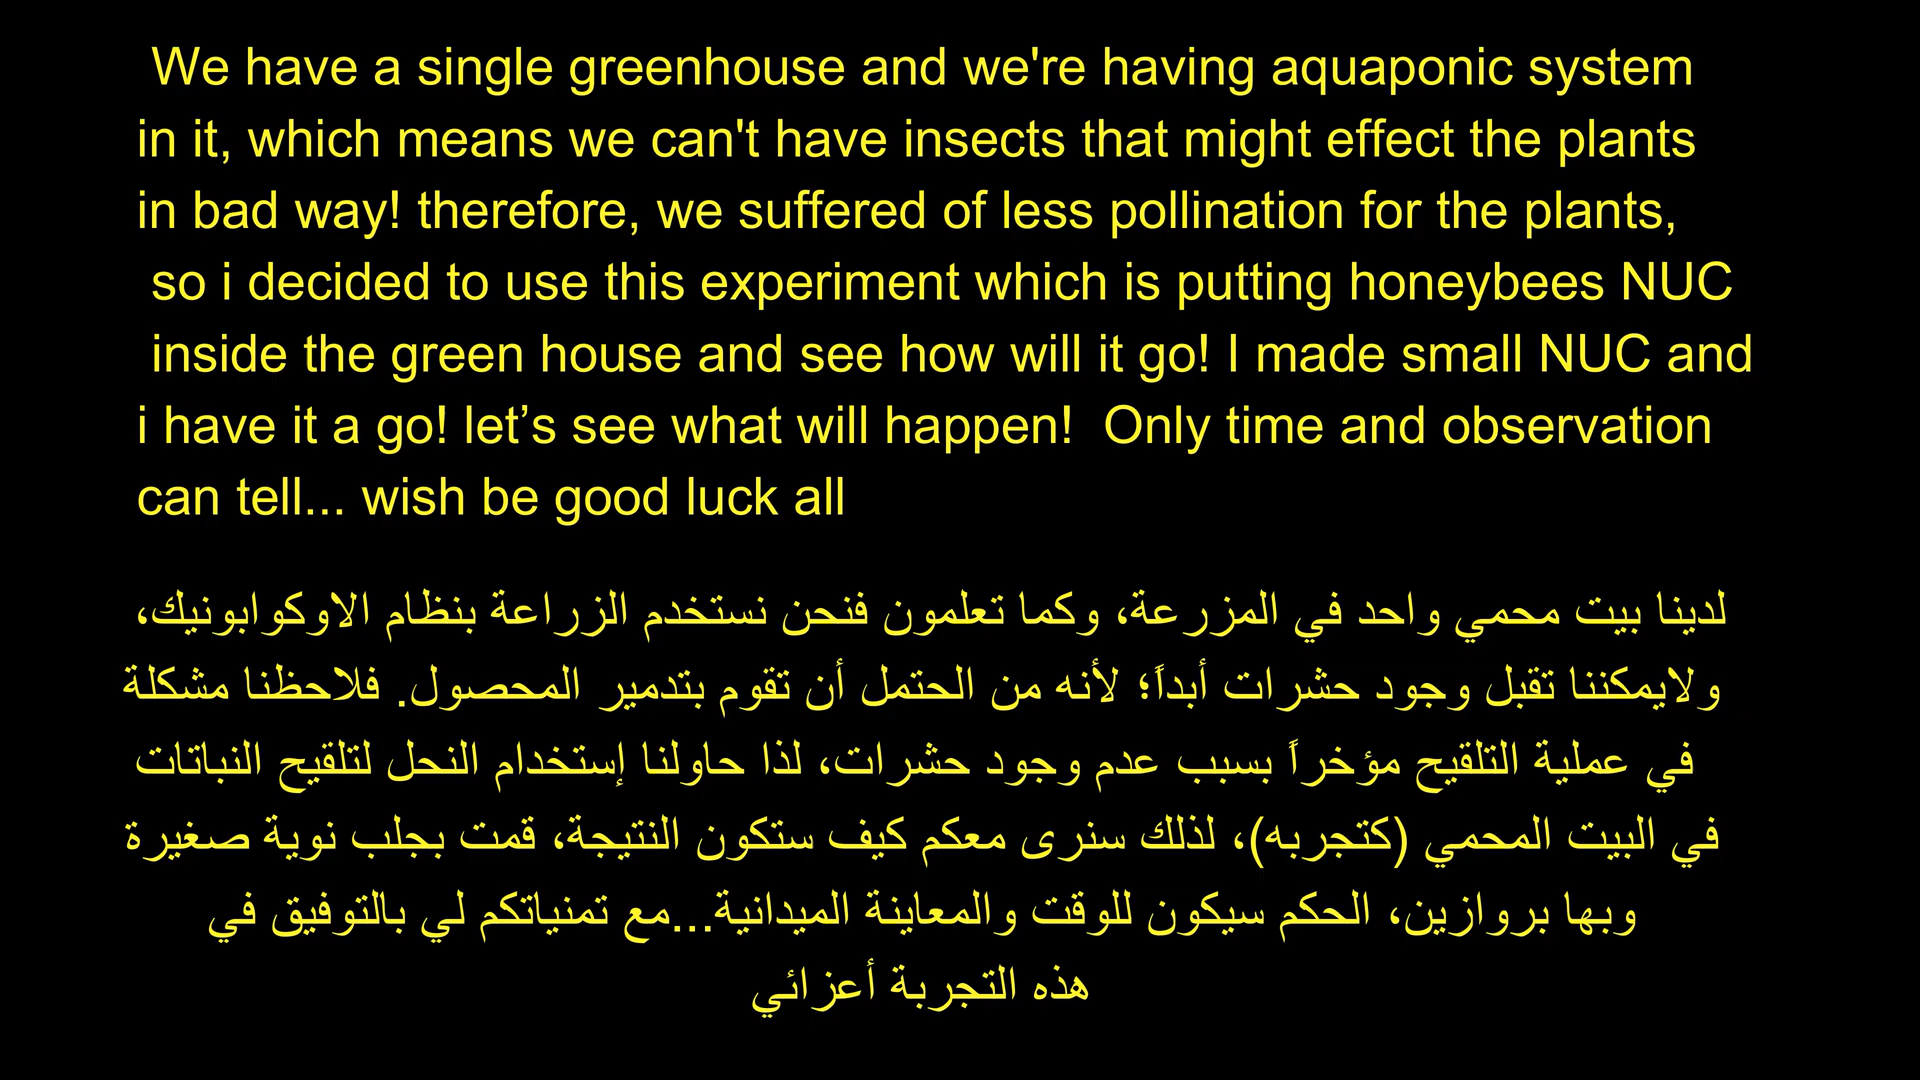 We have a single greenhouse and we're having aquaponic system
in it, which means we can't have insects that might effect the plants
in bad way! therefore, we suffered of less pollination for the plants,
so i decided to use this experiment which is putting honeybees NUC
inside the green house and see how will it go! I made small NUC and
i have it a go! let’s see what will happen! Only time and observation
can tell... wish be good luck all
لدينا بيت محمي واحد في المزرعة، وكما تعلمون فنحن نستخدم الزراعة بنظام الاوكوابونيك،
ولايمكننا تقبل وجود حشرات أبداً؛ لأنه من الحتمل أن تقوم بتدمير المحصول. فلاحظنا مشكلة
في عملية التلقيح مؤخراً بسبب عدم وجود حشرات، لذا حاولنا إستخدام النحل لتلقيح النباتات
في البيت المحمي (كتجربه)، لذلك سنرى معكم كيف ستكون النتيجة، قمت بجلب نوية صغيرة
وبها بروازين، الحكم سيكون للوقت والمعاينة الميدانية...مع تمنياتكم لي بالتوفيق في
هذه التجربة أعزائي